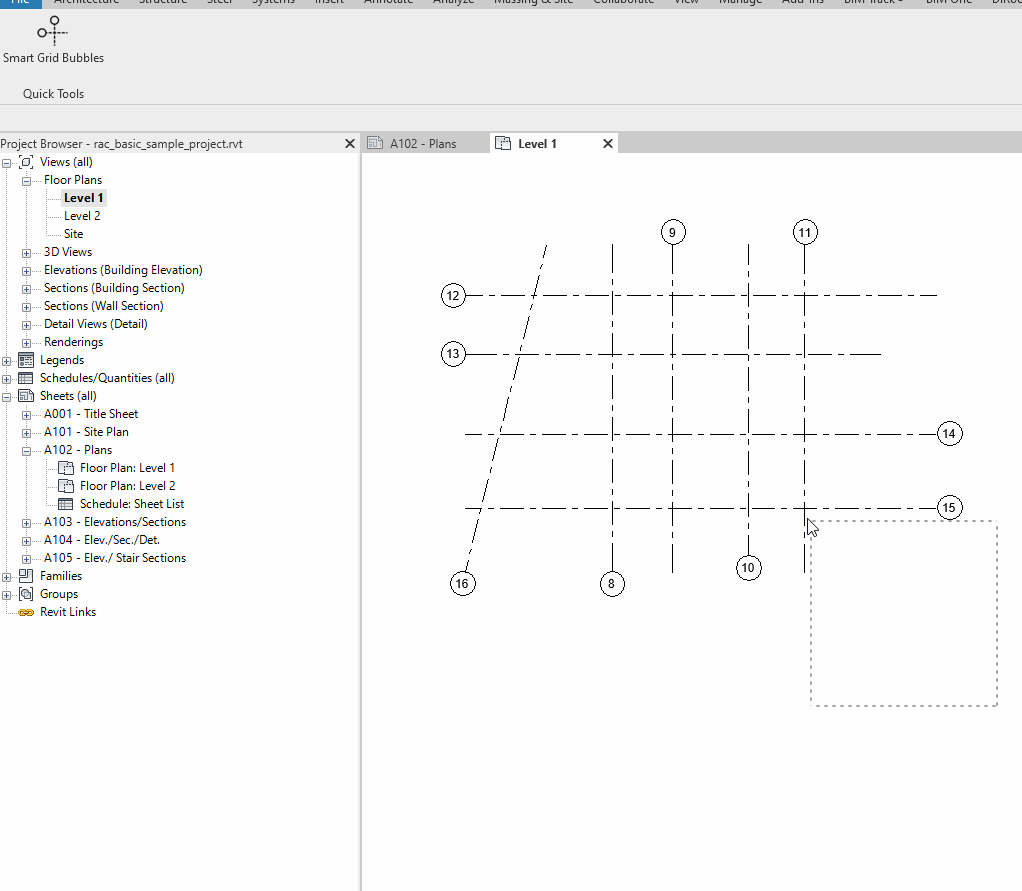 File Architecture Structure Steel Systems Insert Annotate Analyze Massing & Site Collaborate View Manage Add-Ins BIM Track BIM One
Smart Grid Bubbles
Quick Tools
Project Browser - rac_basic_sample_project.rvt
A102 - Plans
Level 1
Views (all)
Floor Plans
Level 1
Level 2
Site
3D Views
Elevations (Building Elevation)
Sections (Building Section)
Sections (Wall Section)
Detail Views (Detail)
Renderings
Legends
Schedules/Quantities (all)
Sheets (all)
A001 - Title Sheet
A101 - Site Plan
A102 - Plans
Floor Plan: Level 1
Floor Plan: Level 2
Schedule: Sheet List
A103 - Elevations/Sections
A104 - Elev./Sec./Det.
A105 - Elev./ Stair Sections
Families
Groups
Revit Links
9
11
12
13
14
15
16
8
10